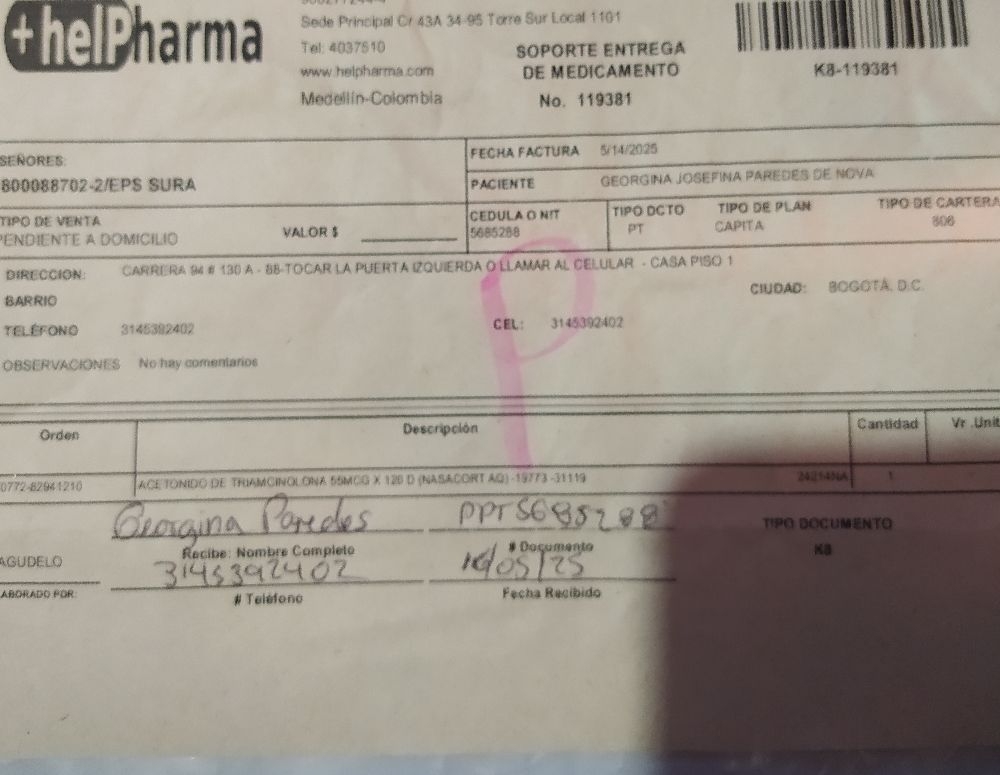 +helPharma
Sede Principal Cr 43A 34-95 Torre Sur Local 1101
Tel: 4037510
www.helpharma.com
Medellín-Colombia
SOPORTE ENTREGA
DE MEDICAMENTO
No. 119381
K8-119381
SEÑORES:
800088702-2/EPS SURA
FECHA FACTURA 5/14/2025
PACIENTE GEORGINA JOSEFINA PAREDES DE NOVA
TIPO DE VENTA
PENDIENTE A DOMICILIO
VALOR $
CEDULA O NIT
5685288
TIPO DCTO
PT
TIPO DE PLAN
CAPITA
TIPO DE CARTERA
806
DIRECCION: CARRERA 94 # 130 A - 88-TOCAR LA PUERTA IZQUIERDA O LLAMAR AL CELULAR - CASA PISO 1
BARRIO
CIUDAD: BOGOTÁ, D.C.
TELÉFONO 3145392402
CEL: 3145392402
OBSERVACIONES No hay comentarios
P
Orden Descripción Cantidad Vr .Unit
0772-82941210 ACETONIDO DE TRIAMCINOLONA 55MCG X 120 D (NASACORT AQ) -19773 -31119 1
Georgina Paredes PPT 5685288
Recibe: Nombre Completo # Documento
TIPO DOCUMENTO
K8
AGUDELO
3145392402 /05/25
ABORADO POR: # Teléfono Fecha Recibido